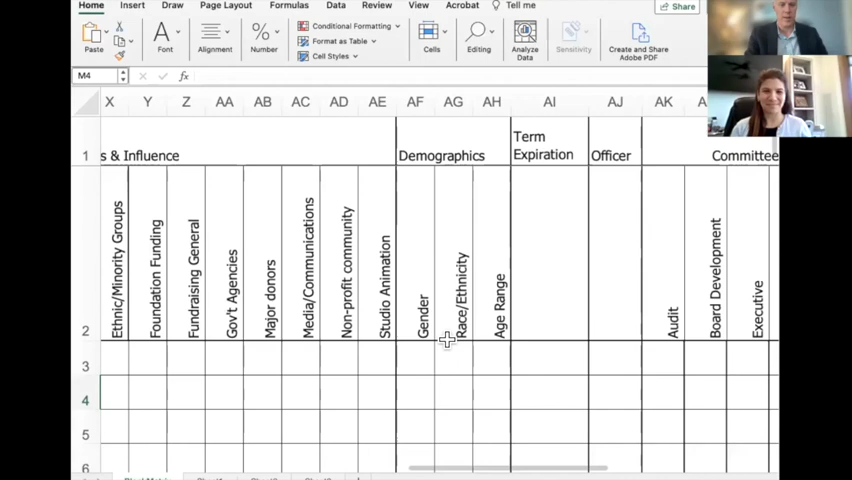 Home Insert Draw Page Layout Formulas Data Review View Acrobat Tell me Share
Paste
Font
Alignment
Number
Conditional Formatting
Format as Table
Cell Styles
Cells
Editing
Analyze Data
Sensitivity
Create and Share Adobe PDF
M4 fx
X Y Z AA AB AC AD AE AF AG AH AI AJ AK
1 s & Influence Demographics Term Expiration Officer Committee
2
Ethnic/Minority Groups
Foundation Funding
Fundraising General
Gov't Agencies
Major donors
Media/Communications
Non-profit community
Studio Animation
Gender
Race/Ethnicity
Age Range
Audit
Board Development
Executive
3
4
5
6